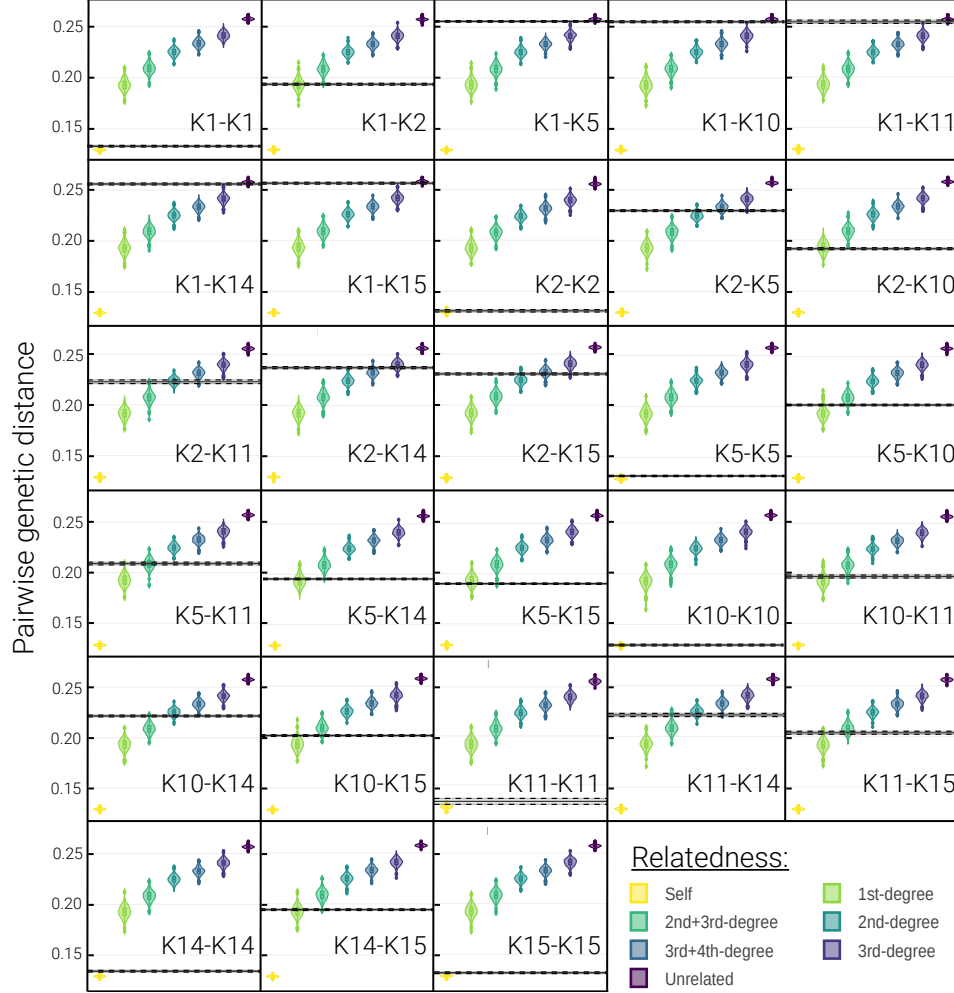 Pairwise genetic distance
0.25
0.20
0.15
K1-K1
K1-K2
K1-K5
K1-K10
K1-K11
0.25
0.20
0.15
K1-K14
K1-K15
K2-K2
K2-K5
K2-K10
0.25
0.20
0.15
K2-K11
K2-K14
K2-K15
K5-K5
K5-K10
0.25
0.20
0.15
K5-K11
K5-K14
K5-K15
K10-K10
K10-K11
0.25
0.20
0.15
K10-K14
K10-K15
K11-K11
K11-K14
K11-K15
0.25
0.20
0.15
K14-K14
K14-K15
K15-K15
Relatedness:
Self
1st-degree
2nd+3rd-degree
2nd-degree
3rd+4th-degree
3rd-degree
Unrelated